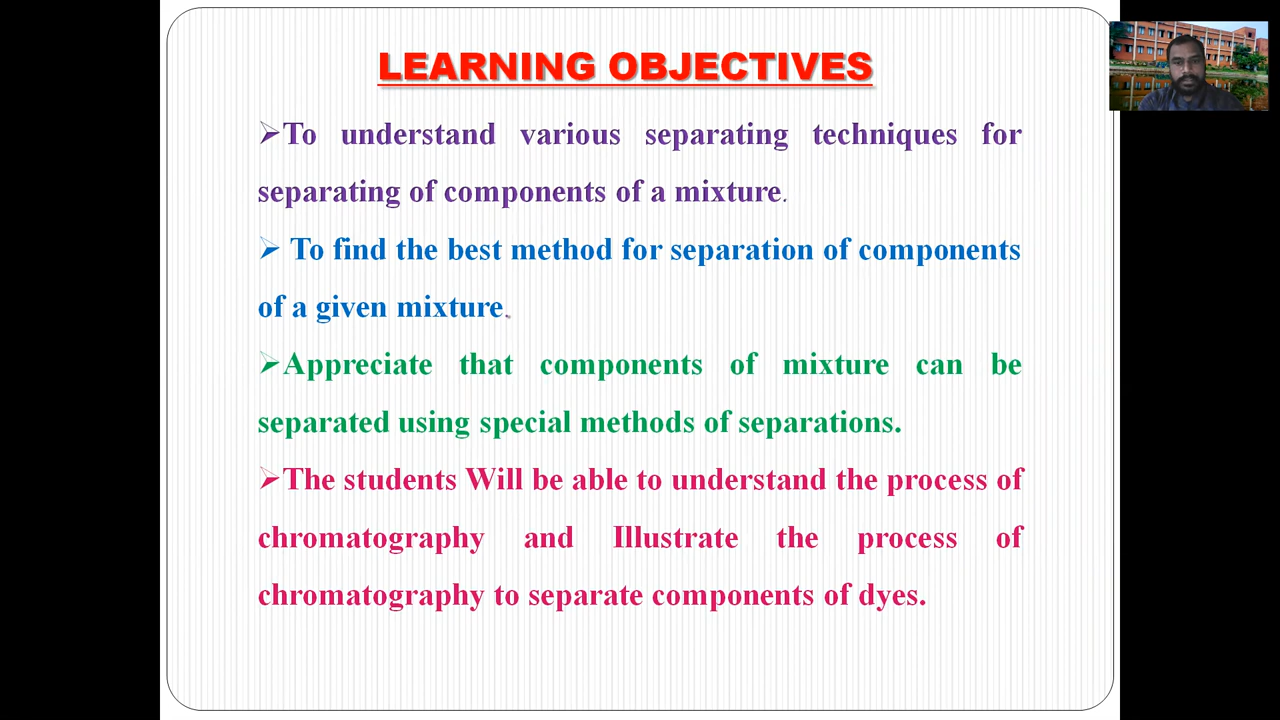 LEARNING OBJECTIVES
➢To understand various separating techniques for
separating of components of a mixture.
➢ To find the best method for separation of components
of a given mixture.
➢Appreciate that components of mixture can be
separated using special methods of separations.
➢The students Will be able to understand the process of
chromatography and Illustrate the process of
chromatography to separate components of dyes.